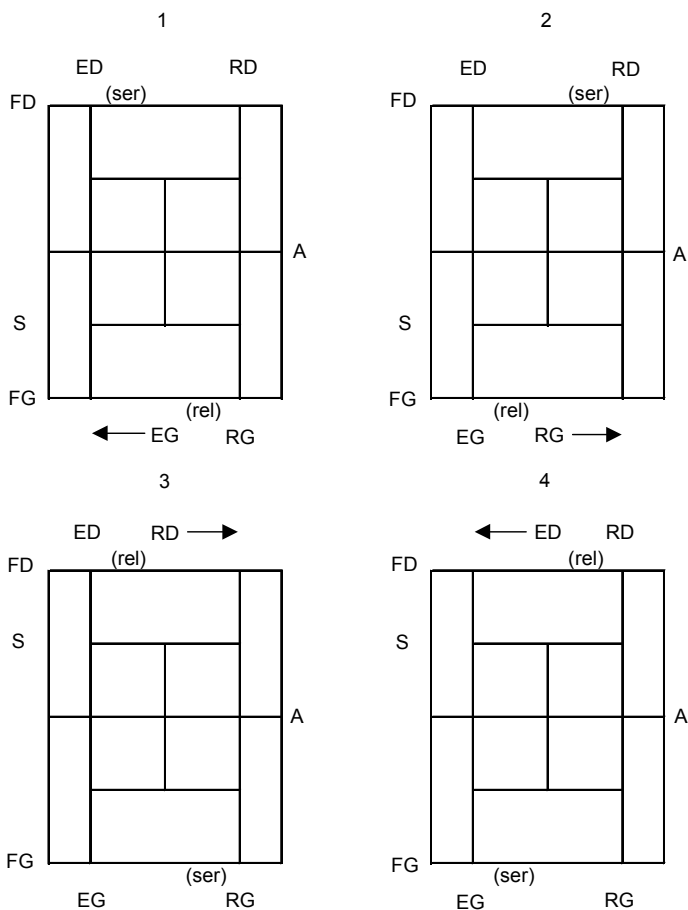 1
ED RD
(ser)
FD
A
S
FG
(rel)
EG RG
2
ED RD
(ser)
FD
A
S
FG
(rel)
EG RG
3
ED RD
(rel)
FD
S
A
FG
(ser)
EG RG
4
ED RD
(rel)
FD
S
A
FG
(ser)
EG RG